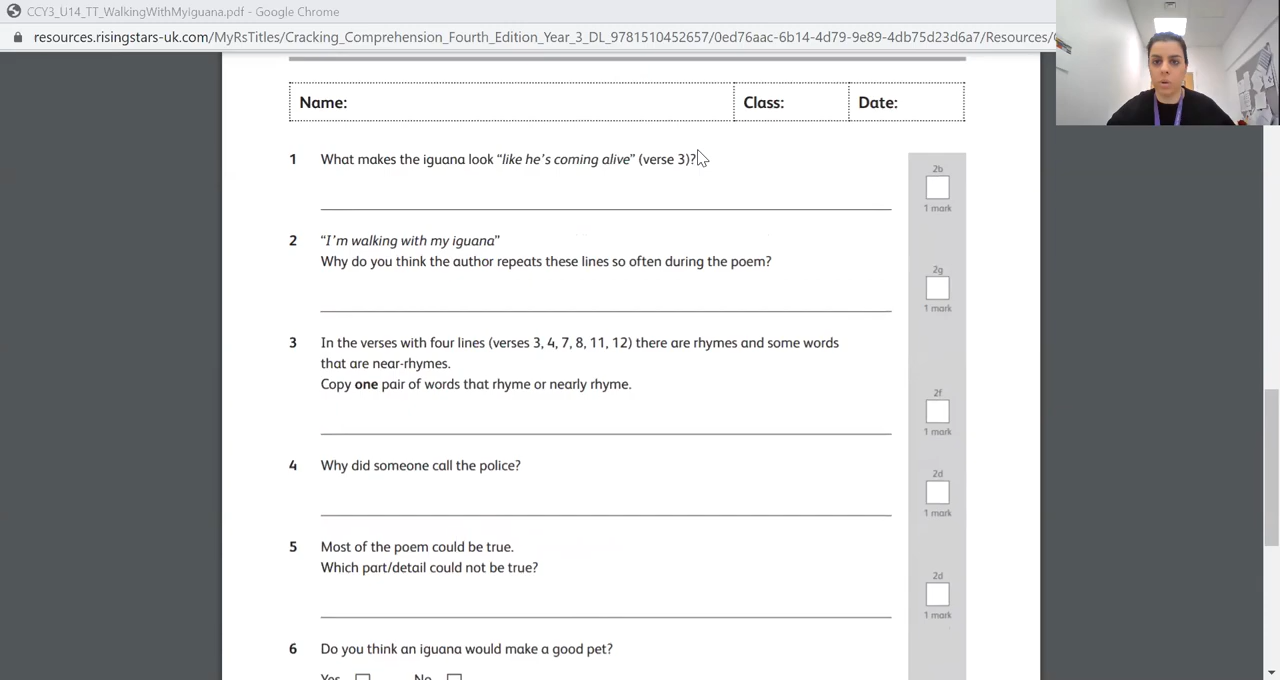 CCY3_U14_TT_WalkingWithMyIguana.pdf - Google Chrome
resources.risingstars-uk.com/MyRsTitles/Cracking_Comprehension_Fourth_Edition_Year_3_DL_9781510452657/0ed76aac-6b14-4d79-9e89-4db75d23d6a7/Resources/
Name: Class: Date:
1 What makes the iguana look “like he’s coming alive” (verse 3)?
2b
1 mark
2 “I’m walking with my iguana”
Why do you think the author repeats these lines so often during the poem?
2g
1 mark
3 In the verses with four lines (verses 3, 4, 7, 8, 11, 12) there are rhymes and some words
that are near-rhymes.
Copy one pair of words that rhyme or nearly rhyme.
2f
1 mark
4 Why did someone call the police?
2d
1 mark
5 Most of the poem could be true.
Which part/detail could not be true?
2d
1 mark
6 Do you think an iguana would make a good pet?
Yes No